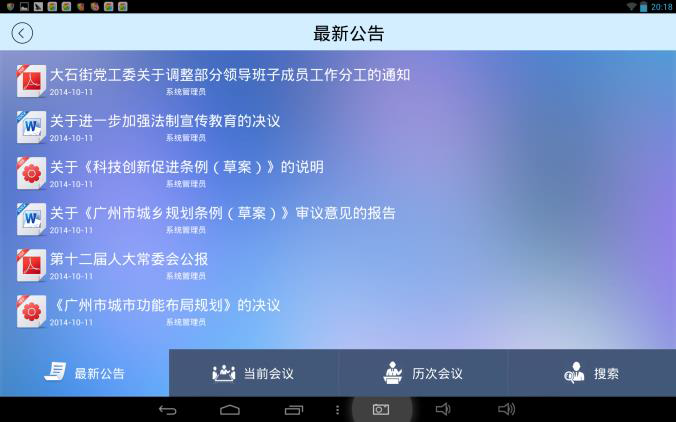 20:18
最新公告
大石街党工委关于调整部分领导班子成员工作分工的通知
2014-10-11 系统管理员
关于进一步加强法制宣传教育的决议
2014-10-11 系统管理员
关于《科技创新促进条例（草案）》的说明
2014-10-11 系统管理员
关于《广州市城乡规划条例（草案）》审议意见的报告
2014-10-11 系统管理员
第十二届人大常委会公报
2014-10-11 系统管理员
《广州市城市功能布局规划》的决议
2014-10-11 系统管理员
最新公告 当前会议 历次会议 搜索